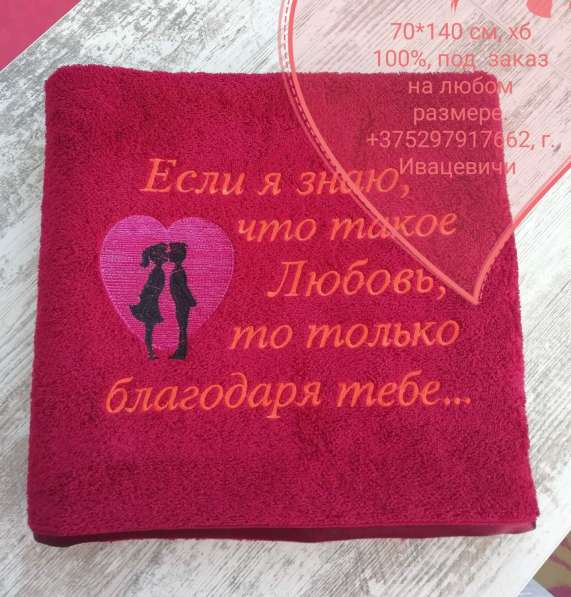 70*140 см, хб
100%, под заказ
на любом
размере.
+375297917662, г.
Ивацевичи
Если я знаю,
что такое
Любовь,
то только
благодаря тебе...